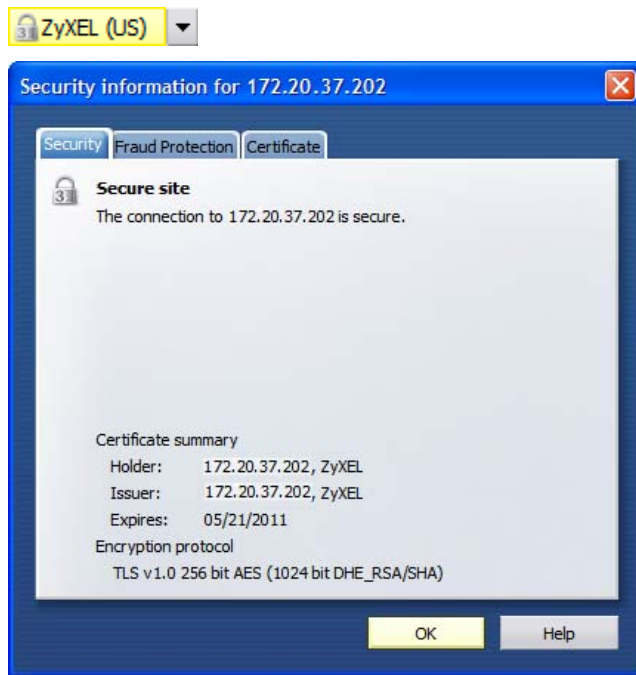 ZyXEL (US)
Security information for 172.20.37.202
Security Fraud Protection Certificate
Secure site
The connection to 172.20.37.202 is secure.
Certificate summary
Holder: 172.20.37.202, ZyXEL
Issuer: 172.20.37.202, ZyXEL
Expires: 05/21/2011
Encryption protocol
TLS v1.0 256 bit AES (1024 bit DHE_RSA/SHA)
OK Help